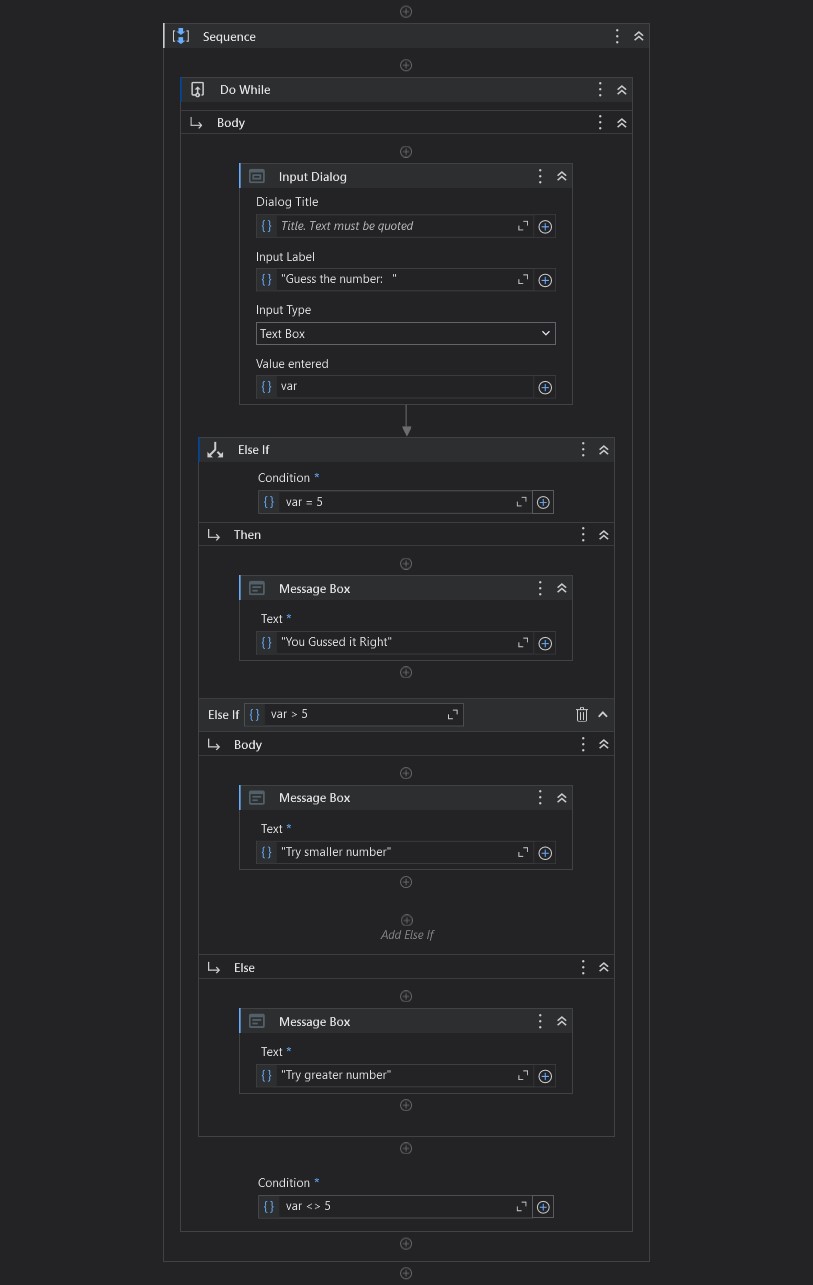 Sequence
Do While
Body
Input Dialog
Dialog Title
{ } Title. Text must be quoted
Input Label
{ } "Guess the number:   "
Input Type
Text Box
Value entered
{ } var
Else If
Condition *
{ } var = 5
Then
Message Box
Text *
{ } "You Gussed it Right"
Else If { } var > 5
Body
Message Box
Text *
{ } "Try smaller number"
Add Else If
Else
Message Box
Text *
{ } "Try greater number"
Condition *
{ } var <> 5